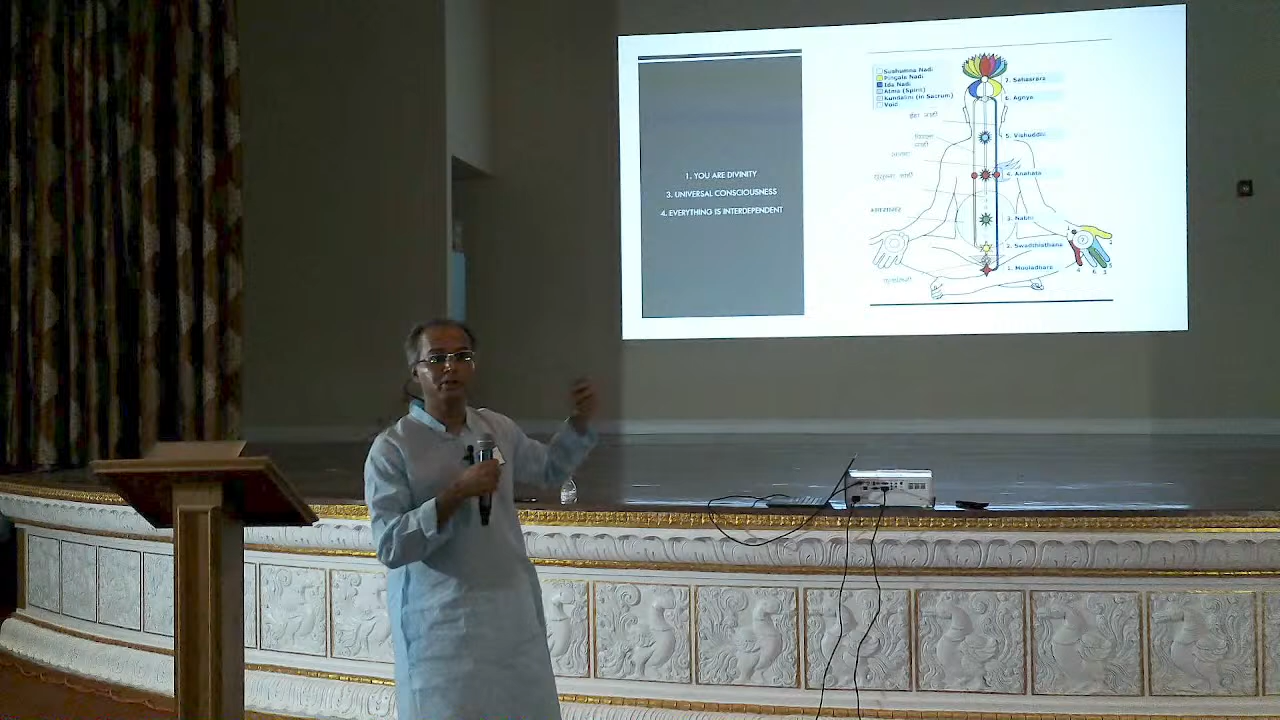 1. YOU ARE DIVINITY
3. UNIVERSAL CONSCIOUSNESS
4. EVERYTHING IS INTERDEPENDENT
Sushumna Nadi
Pingala Nadi
Ida Nadi
Atma (Spirit)
Kundalini (in Sacrum)
Void
7. Sahasrara
6. Agnya
5. Vishuddhi
4. Anahata
3. Nabhi
2. Swadhisthana
1. Mooladhara